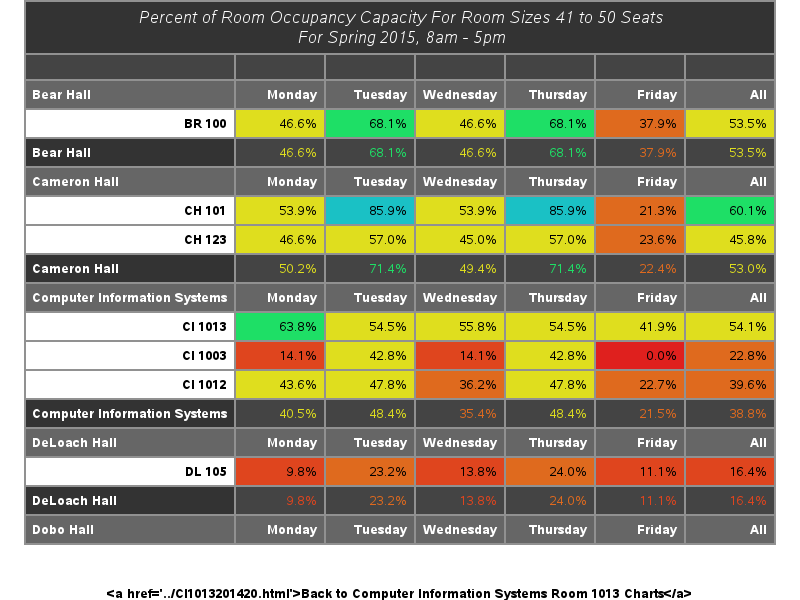 Percent of Room Occupancy Capacity For Room Sizes 41 to 50 Seats
For Spring 2015, 8am - 5pm
Bear Hall Monday Tuesday Wednesday Thursday Friday All
BR 100 46.6% 68.1% 46.6% 68.1% 37.9% 53.5%
Bear Hall 46.6% 68.1% 46.6% 68.1% 37.9% 53.5%
Cameron Hall Monday Tuesday Wednesday Thursday Friday All
CH 101 53.9% 85.9% 53.9% 85.9% 21.3% 60.1%
CH 123 46.6% 57.0% 45.0% 57.0% 23.6% 45.8%
Cameron Hall 50.2% 71.4% 49.4% 71.4% 22.4% 53.0%
Computer Information Systems Monday Tuesday Wednesday Thursday Friday All
CI 1013 63.8% 54.5% 55.8% 54.5% 41.9% 54.1%
CI 1003 14.1% 42.8% 14.1% 42.8% 0.0% 22.8%
CI 1012 43.6% 47.8% 36.2% 47.8% 22.7% 39.6%
Computer Information Systems 40.5% 48.4% 35.4% 48.4% 21.5% 38.8%
DeLoach Hall Monday Tuesday Wednesday Thursday Friday All
DL 105 9.8% 23.2% 13.8% 24.0% 11.1% 16.4%
DeLoach Hall 9.8% 23.2% 13.8% 24.0% 11.1% 16.4%
Dobo Hall Monday Tuesday Wednesday Thursday Friday All
<a href='../CI1013201420.html'>Back to Computer Information Systems Room 1013 Charts</a>